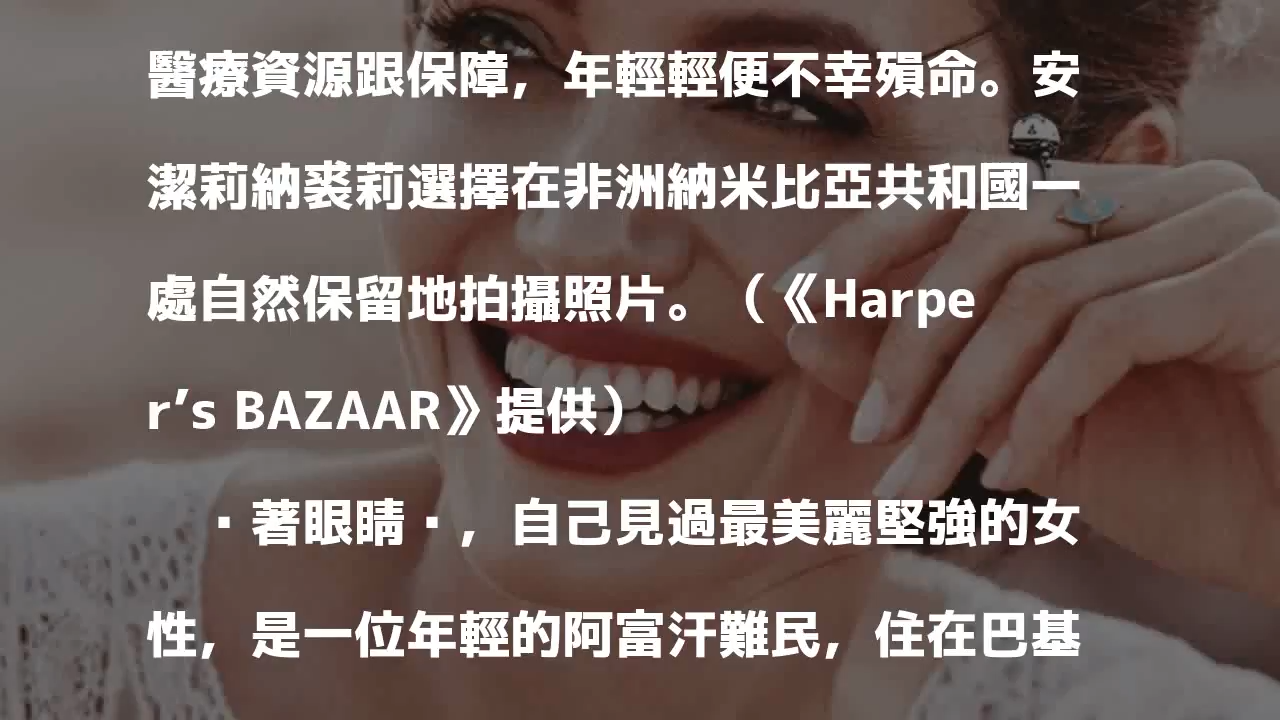 醫療資源跟保障，年輕輕便不幸殞命。安
潔莉納裘莉選擇在非洲納米比亞共和國一
處自然保留地拍攝照片。（《Harpe
r’s BAZAAR》提供）
▪著眼睛▪，自己見過最美麗堅強的女
性，是一位年輕的阿富汗難民，住在巴基